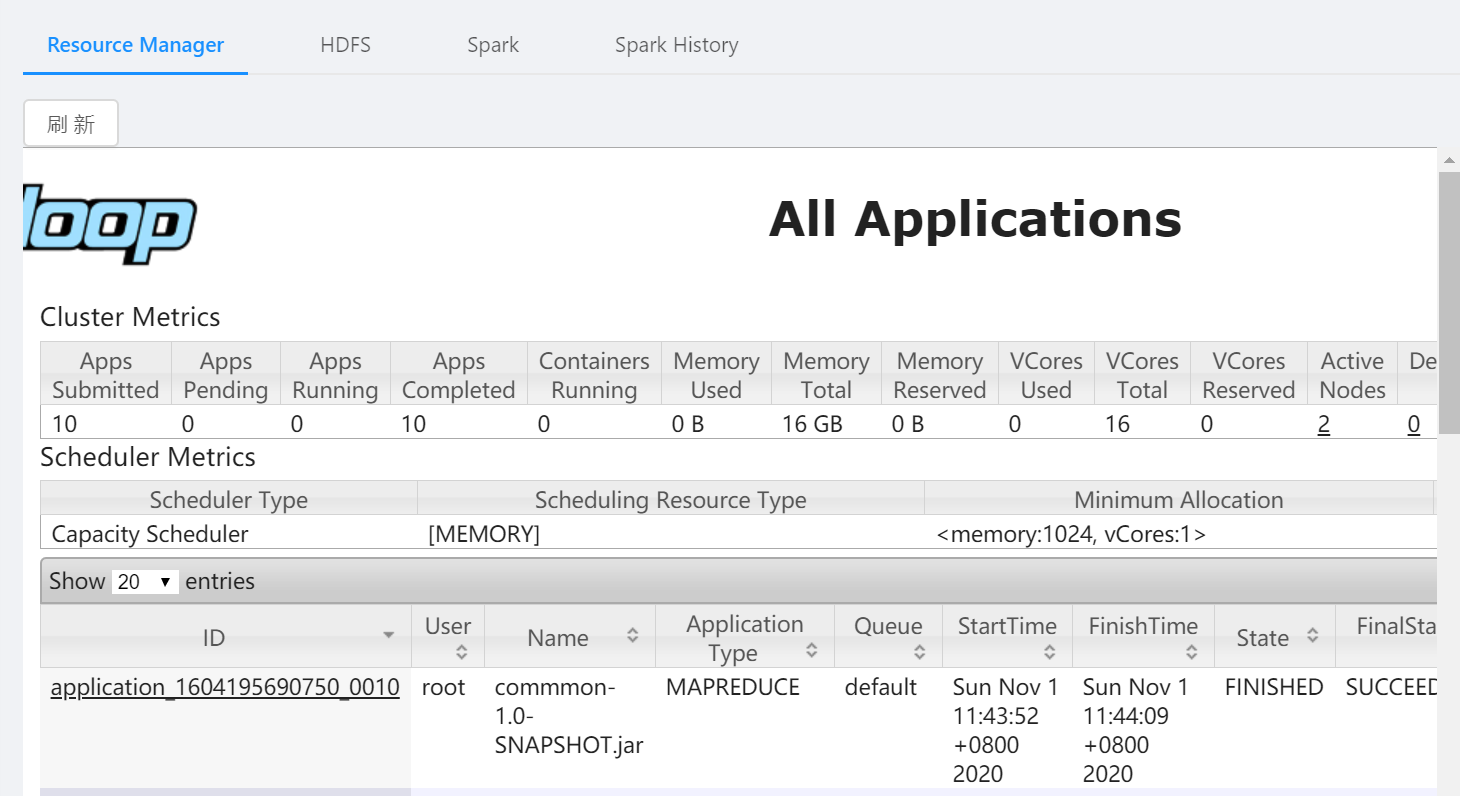 Resource Manager HDFS Spark Spark History
刷 新
loop
All Applications
Cluster Metrics
Apps Submitted Apps Pending Apps Running Apps Completed Containers Running Memory Used Memory Total Memory Reserved VCores Used VCores Total VCores Reserved Active Nodes De
10 0 0 10 0 0 B 16 GB 0 B 0 16 0 2 0
Scheduler Metrics
Scheduler Type Scheduling Resource Type Minimum Allocation
Capacity Scheduler [MEMORY] <memory:1024, vCores:1>
Show 20 entries
ID User Name Application Type Queue StartTime FinishTime State FinalSta
application_1604195690750_0010 root commmon- MAPREDUCE default Sun Nov 1 Sun Nov 1 FINISHED SUCCEED
1.0- 11:43:52 11:44:09
SNAPSHOT.jar +0800 +0800
2020 2020